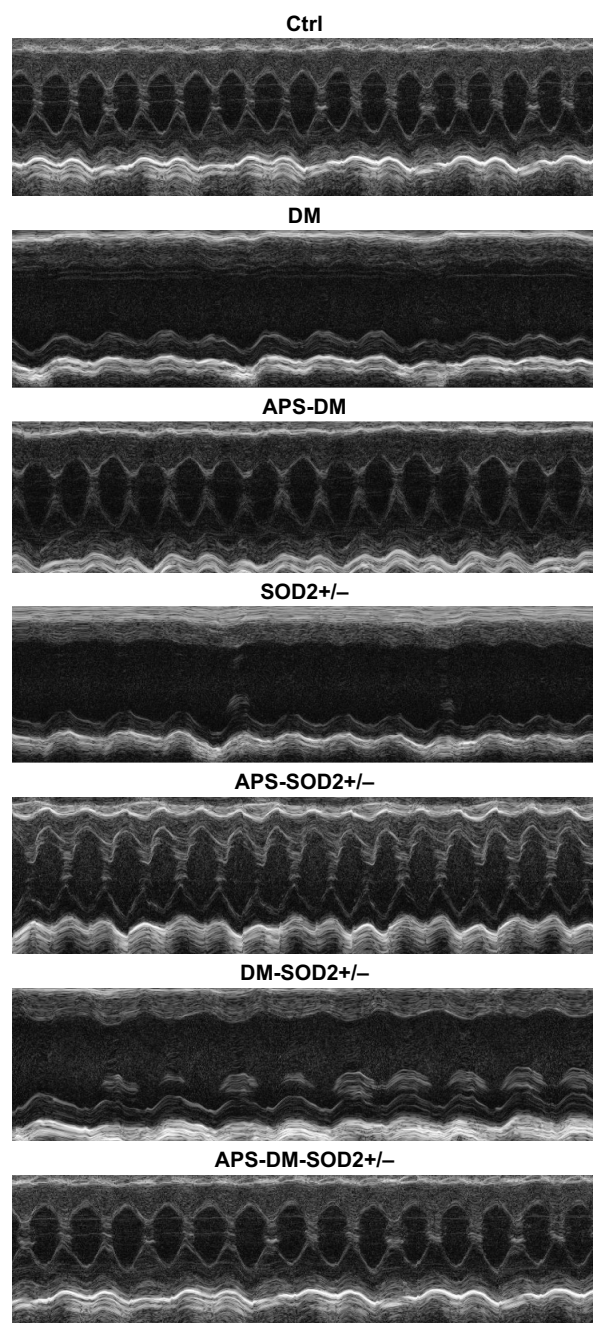 Ctrl
DM
APS-DM
SOD2+/–
APS-SOD2+/–
DM-SOD2+/–
APS-DM-SOD2+/–